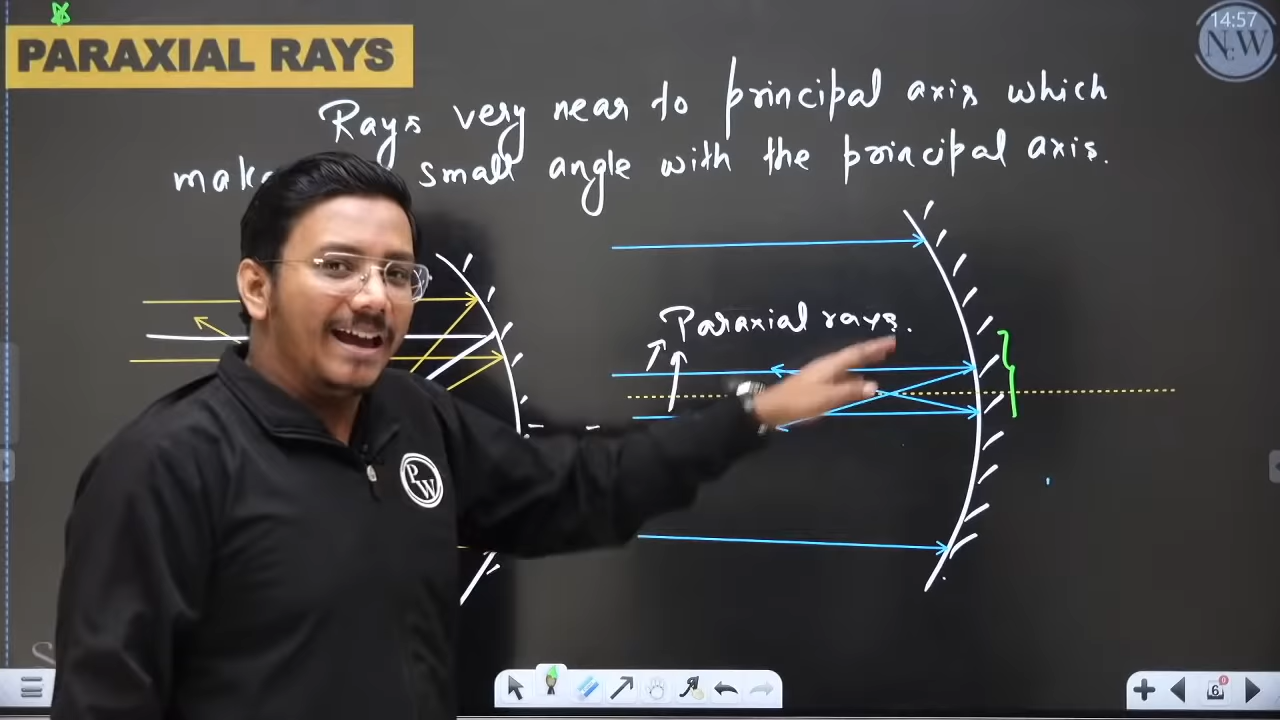 14:57
N W
PARAXIAL RAYS
Rays very near to principal axis which
small angle with the principal axis.
Paraxial rays.
P W
6